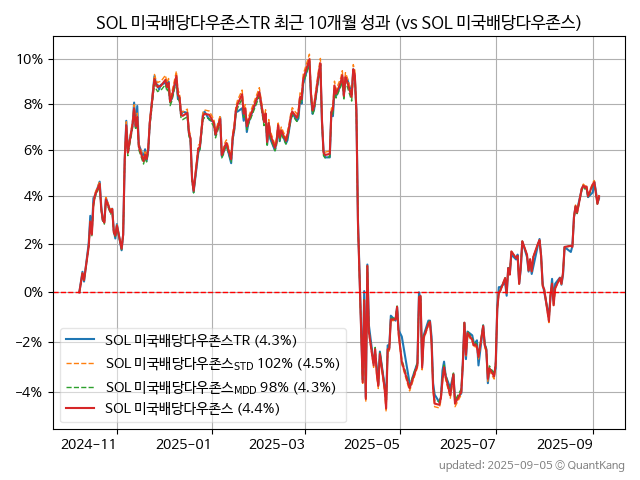 SOL 미국배당다우존스TR 최근 10개월 성과 (vs SOL 미국배당다우존스)
10%
8%
6%
4%
2%
0%
−2%
−4%
SOL 미국배당다우존스TR (4.3%)
SOL 미국배당다우존스STD 102% (4.5%)
SOL 미국배당다우존스MDD 98% (4.3%)
SOL 미국배당다우존스 (4.4%)
2024−11 2025−01 2025−03 2025−05 2025−07 2025−09
updated: 2025-09-05 © QuantKang